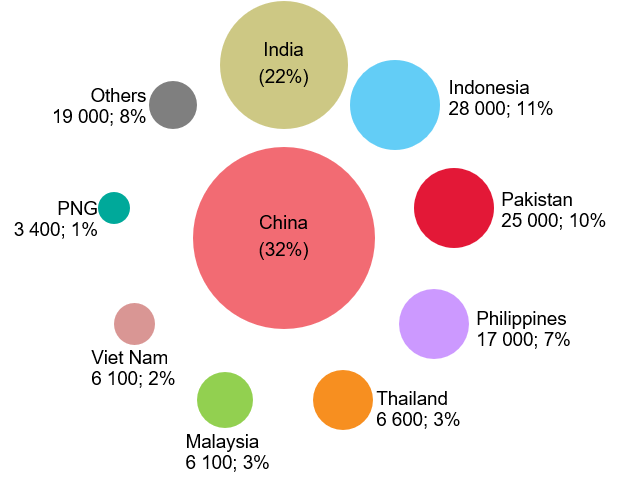 India
(22%)
Indonesia
28 000; 11%
Others
19 000; 8%
Pakistan
25 000; 10%
PNG
3 400; 1%
China
(32%)
Philippines
17 000; 7%
Viet Nam
6 100; 2%
Thailand
6 600; 3%
Malaysia
6 100; 3%